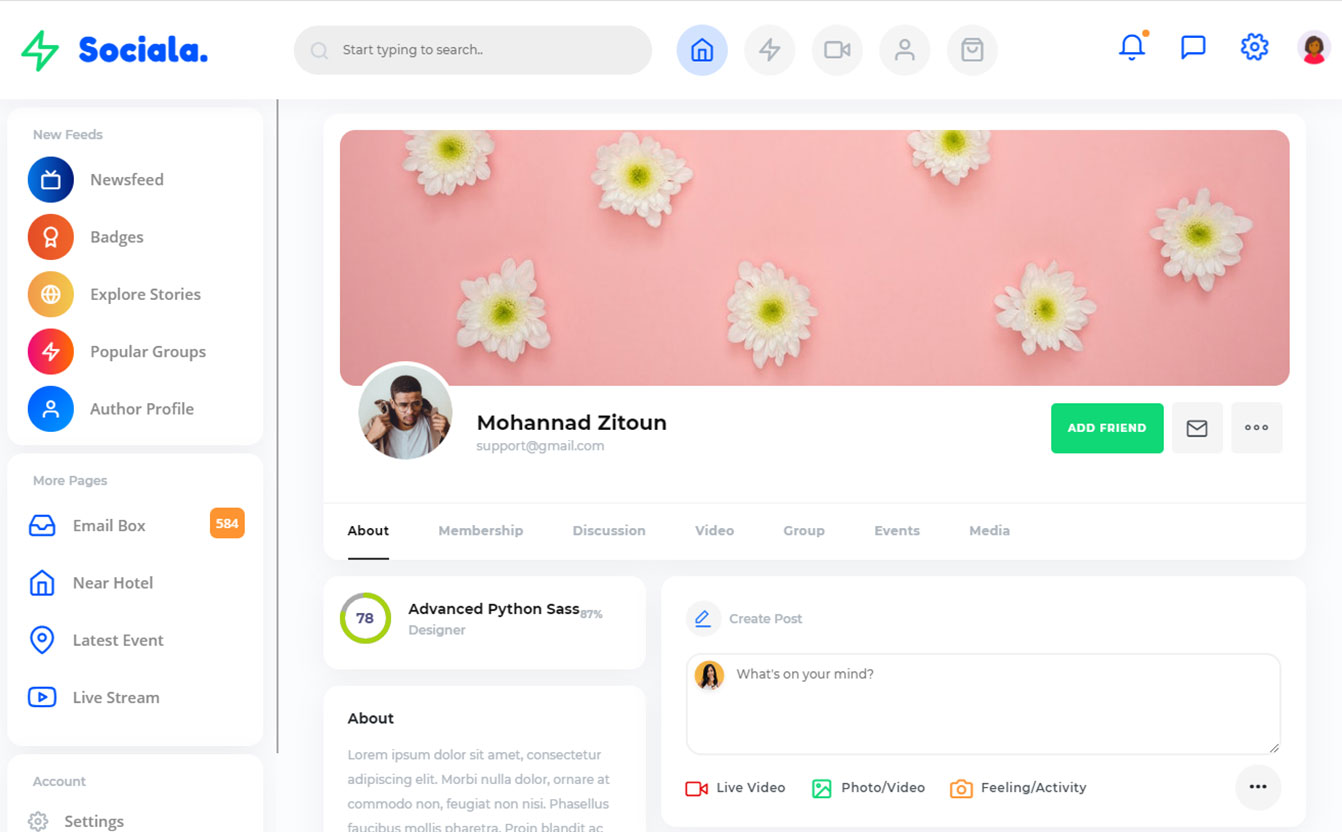 Sociala.
Start typing to search..
New Feeds
Newsfeed
Badges
Explore Stories
Popular Groups
Author Profile
More Pages
Email Box
584
Near Hotel
Latest Event
Live Stream
Account
Settings
Mohannad Zitoun
support@gmail.com
ADD FRIEND
About
Membership
Discussion
Video
Group
Events
Media
78
Advanced Python Sass
87%
Designer
About
Lorem ipsum dolor sit amet, consectetur
adipiscing elit. Morbi nulla dolor, ornare at
commodo non, feugiat non nisi. Phasellus
faucibus mollis pharetra. Proin blandit ac
Create Post
What's on your mind?
Live Video
Photo/Video
Feeling/Activity